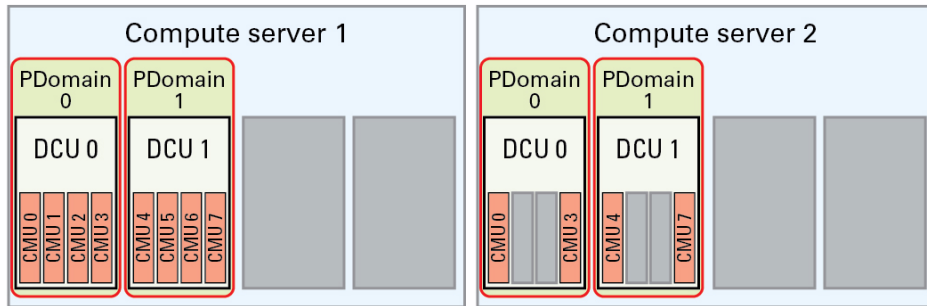 Compute server 1
PDomain
0
PDomain
1
DCU 0
DCU 1
CMU 0
CMU 1
CMU 2
CMU 3
CMU 4
CMU 5
CMU 6
CMU 7
Compute server 2
PDomain
0
PDomain
1
DCU 0
DCU 1
CMU 0
CMU 3
CMU 4
CMU 7